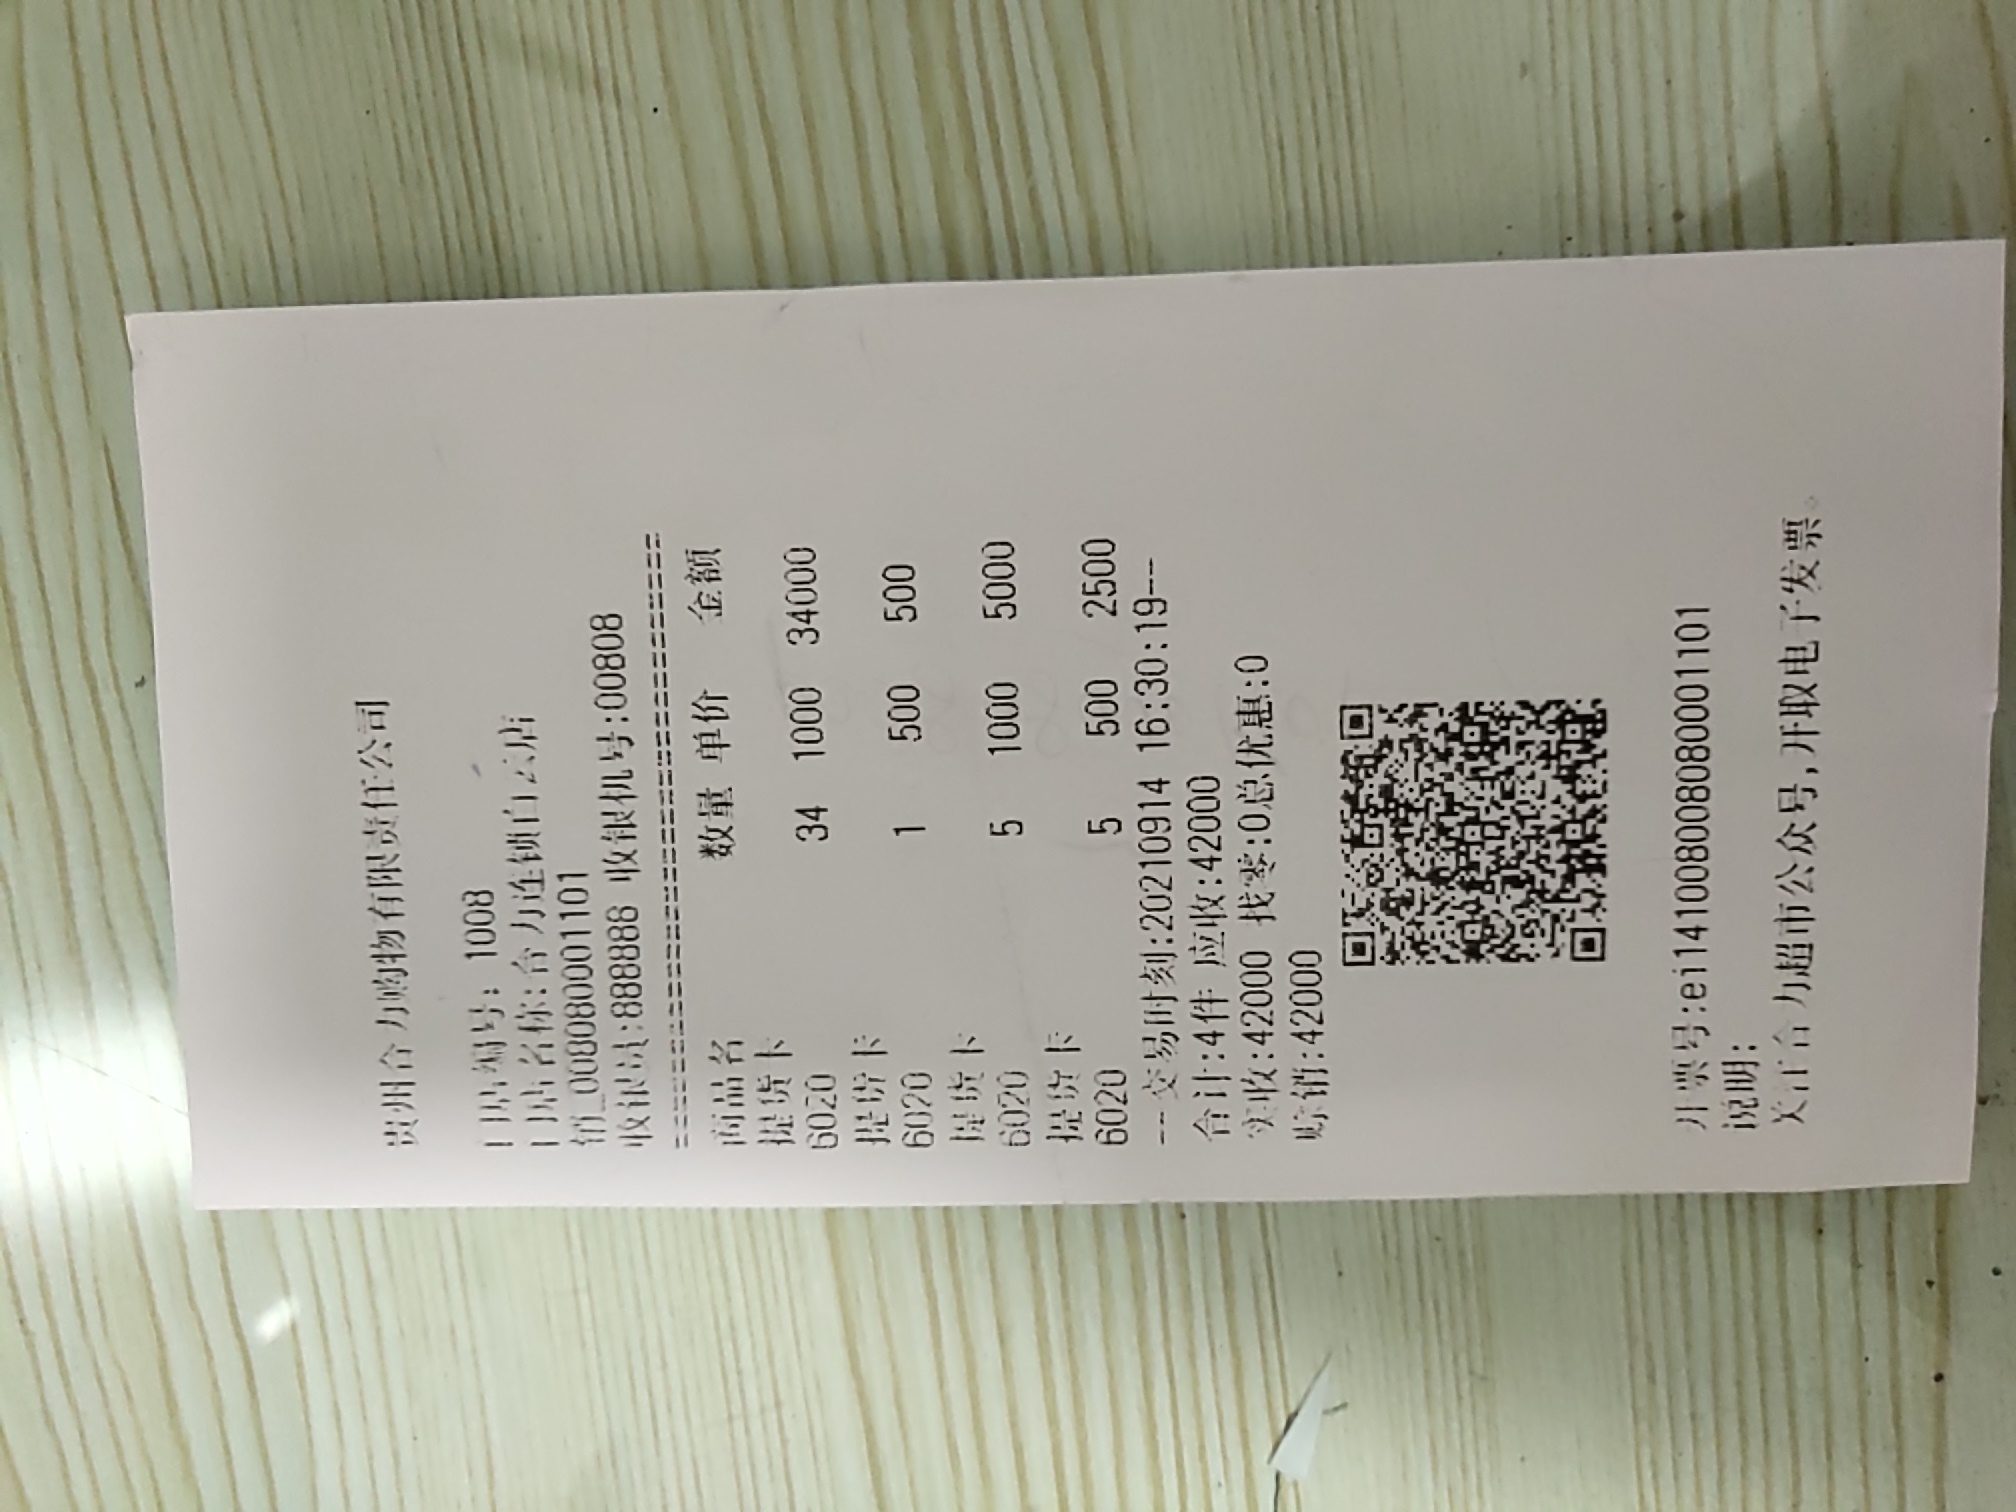 贵州合力购物有限责任公司
门店编号: 1008
门店名称:合力连锁白云店
销_008080001101
收银员:888888 收银机号:00808
商品名 数量 单价 金额
提货卡
6020 34 1000 34000
提货卡
6020 1 500 500
提货卡
6020 5 1000 5000
提货卡
6020 5 500 2500
--交易时刻:20210914 16:30:19--
合计:4件 应收:42000
实收:42000 找零:0总优惠:0
赊销:42000
开票号:ei141008008080001101
说明:
关注合力超市公众号,开取电子发票。